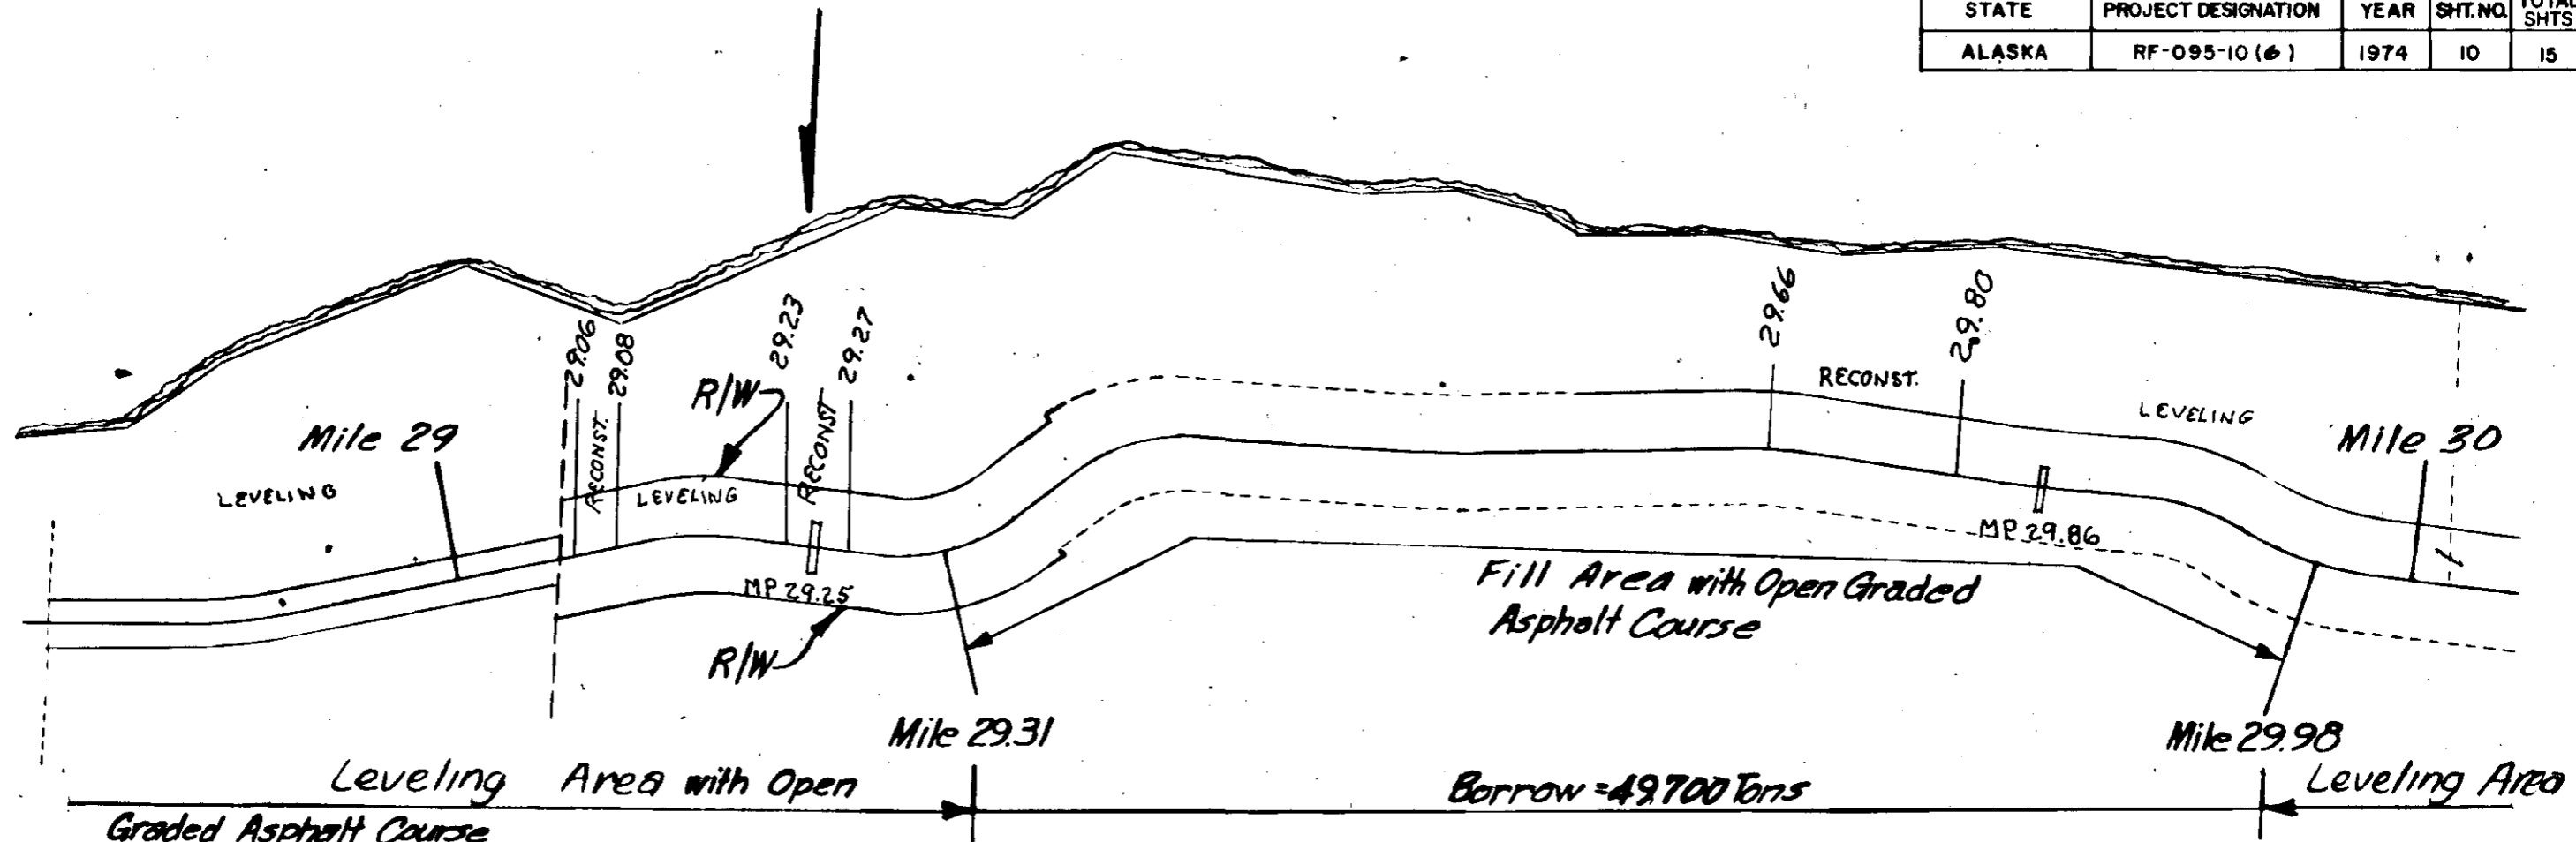 STATE PROJECT DESIGNATION YEAR SHT. NO. TOTAL SHTS
ALASKA RF-095-10 (6) 1974 10 15
29.06
29.08
29.23
29.27
29.66
29.80
RECONST.
RECONST
RECONST.
R/W
Mile 29
LEVELING
LEVELING
LEVELING
Mile 30
MP 29.25
MP 29.86
R/W
Fill Area with Open Graded
Asphalt Course
Mile 29.31
Mile 29.98
Leveling Area with Open
Graded Asphalt Course
Borrow = 49700 Tons
Leveling Area